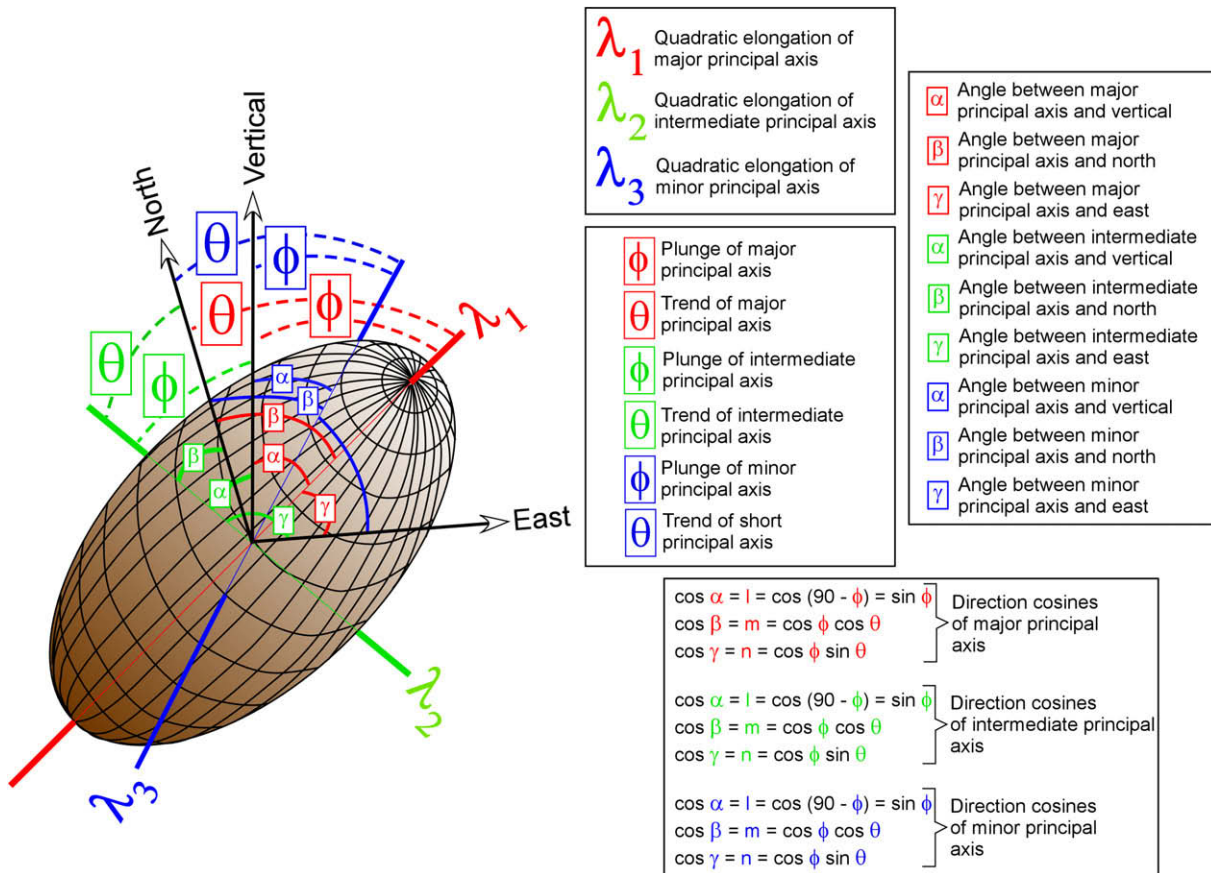 North
Vertical
East
θ
ϕ
θ
ϕ
θ
ϕ
α
β
β
α
γ
β
α
γ
λ1
λ2
λ3
λ1 Quadratic elongation of
major principal axis
λ2 Quadratic elongation of
intermediate principal axis
λ3 Quadratic elongation of
minor principal axis
ϕ Plunge of major
principal axis
θ Trend of major
principal axis
ϕ Plunge of intermediate
principal axis
θ Trend of intermediate
principal axis
ϕ Plunge of minor
principal axis
θ Trend of short
principal axis
α Angle between major
principal axis and vertical
β Angle between major
principal axis and north
γ Angle between major
principal axis and east
α Angle between intermediate
principal axis and vertical
β Angle between intermediate
principal axis and north
γ Angle between intermediate
principal axis and east
α Angle between minor
principal axis and vertical
β Angle between minor
principal axis and north
γ Angle between minor
principal axis and east
cos α = l = cos (90 - ϕ) = sin ϕ
cos β = m = cos ϕ cos θ
cos γ = n = cos ϕ sin θ
Direction cosines
of major principal
axis
cos α = l = cos (90 - ϕ) = sin ϕ
cos β = m = cos ϕ cos θ
cos γ = n = cos ϕ sin θ
Direction cosines
of intermediate principal
axis
cos α = l = cos (90 - ϕ) = sin ϕ
cos β = m = cos ϕ cos θ
cos γ = n = cos ϕ sin θ
Direction cosines
of minor principal
axis